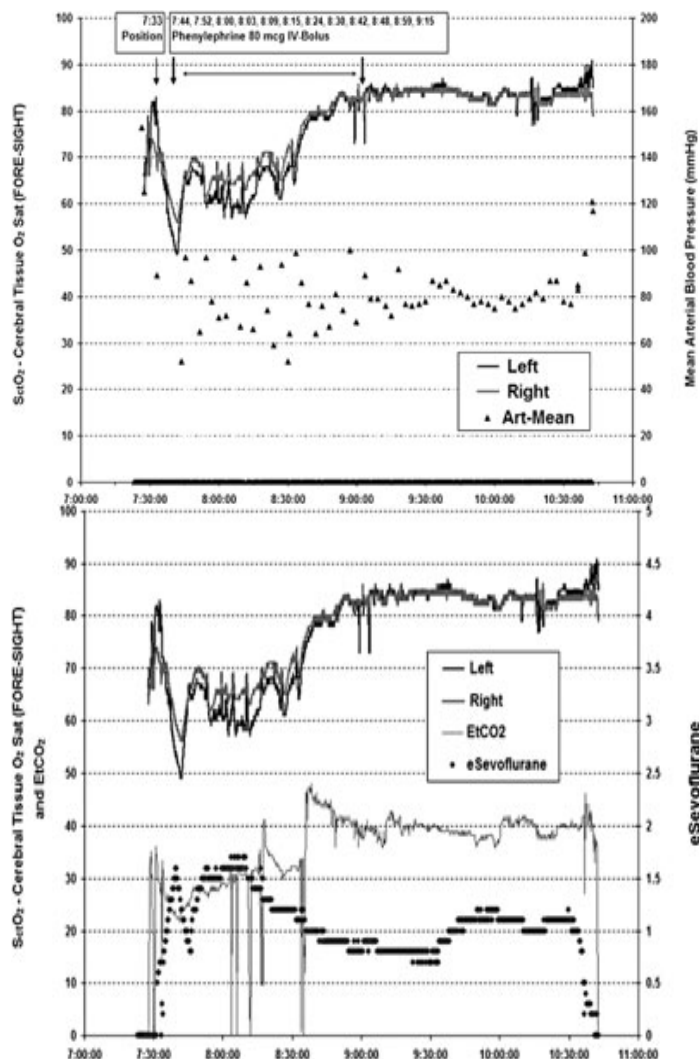 7:33
Position
7:44, 7:52, 8:00, 8:03, 8:09, 8:15, 8:24, 8:30, 8:42, 8:48, 8:59, 9:15
Phenylephrine 80 mcg IV-Bolus
100
90
80
70
60
50
40
30
20
10
0
SctO₂ - Cerebral Tissue O₂ Sat (FORE-SIGHT)
200
180
160
140
120
100
80
60
40
20
0
Mean Arterial Blood Pressure (mmHg)
Left
Right
Art-Mean
7:00:00 7:30:00 8:00:00 8:30:00 9:00:00 9:30:00 10:00:00 10:30:00 11:00:00
100
90
80
70
60
50
40
30
20
10
0
SctO₂ - Cerebral Tissue O₂ Sat (FORE-SIGHT)
and EtCO₂
5
4.5
4
3.5
3
2.5
2
1.5
1
0.5
0
eSevoflurane
Left
Right
EtCO2
eSevoflurane
7:00:00 7:30:00 8:00:00 8:30:00 9:00:00 9:30:00 10:00:00 10:30:00 11:00:00